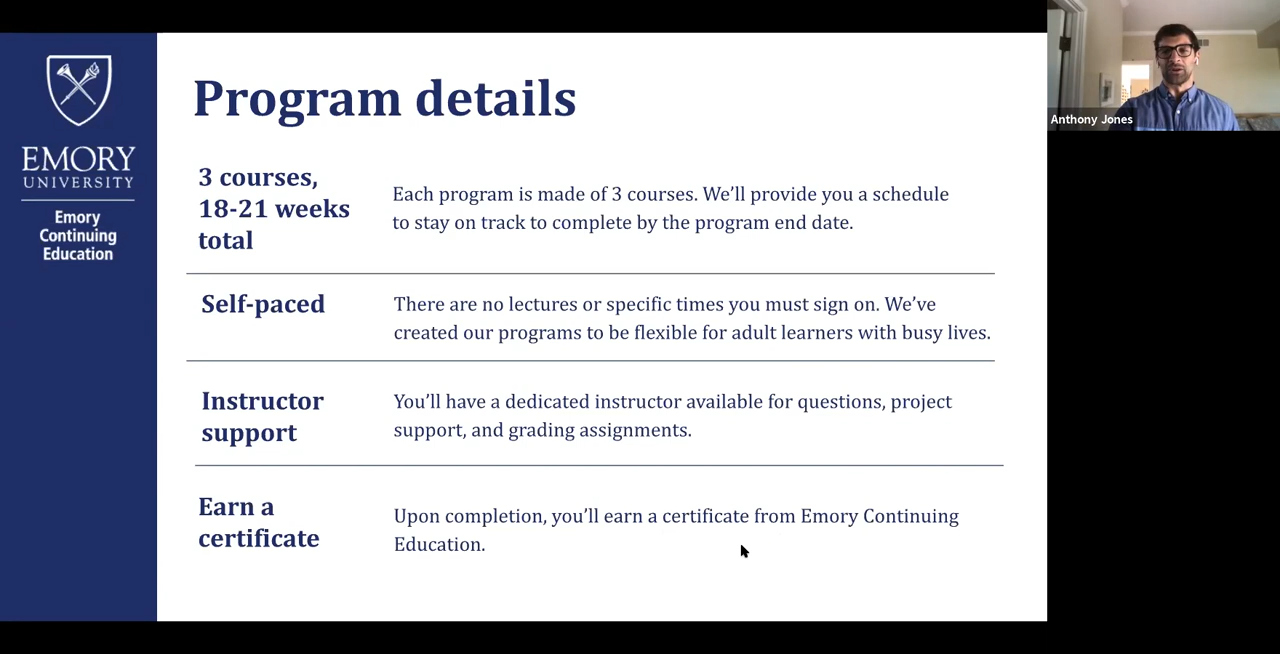 EMORY
UNIVERSITY
Emory
Continuing
Education
Program details
3 courses,
18-21 weeks
total
Each program is made of 3 courses. We’ll provide you a schedule
to stay on track to complete by the program end date.
Self-paced
There are no lectures or specific times you must sign on. We’ve
created our programs to be flexible for adult learners with busy lives.
Instructor
support
You’ll have a dedicated instructor available for questions, project
support, and grading assignments.
Earn a
certificate
Upon completion, you’ll earn a certificate from Emory Continuing
Education.
Anthony Jones